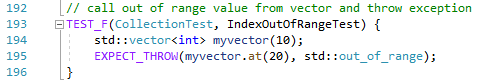 192 // call out of range value from vector and throw exception
193 TEST_F(CollectionTest, IndexOutOfRangeTest) {
194 std::vector<int> myvector(10);
195 EXPECT_THROW(myvector.at(20), std::out_of_range);
196 }